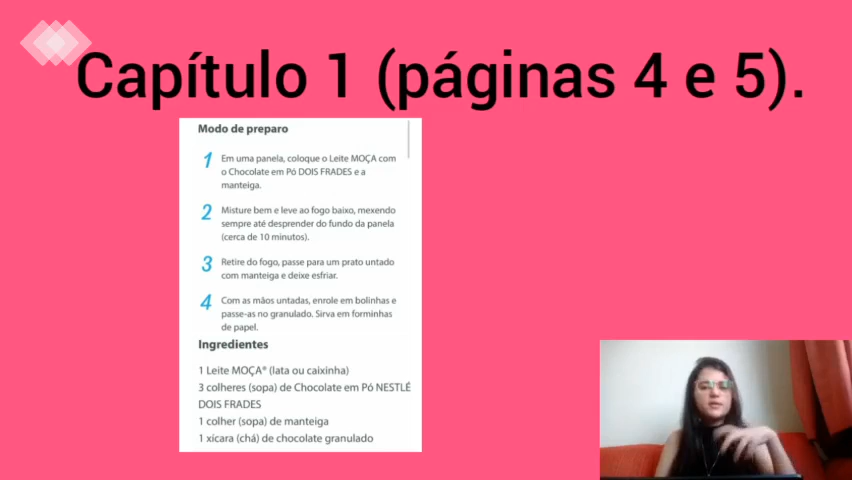 Capítulo 1 (páginas 4 e 5).
Modo de preparo
1 Em uma panela, coloque o Leite MOÇA com
o Chocolate em Pó DOIS FRADES e a
manteiga.
2 Misture bem e leve ao fogo baixo, mexendo
sempre até desprender do fundo da panela
(cerca de 10 minutos).
3 Retire do fogo, passe para um prato untado
com manteiga e deixe esfriar.
4 Com as mãos untadas, enrole em bolinhas e
passe-as no granulado. Sirva em forminhas
de papel.
Ingredientes
1 Leite MOÇA® (lata ou caixinha)
3 colheres (sopa) de Chocolate em Pó NESTLÉ
DOIS FRADES
1 colher (sopa) de manteiga
1 xícara (chá) de chocolate granulado